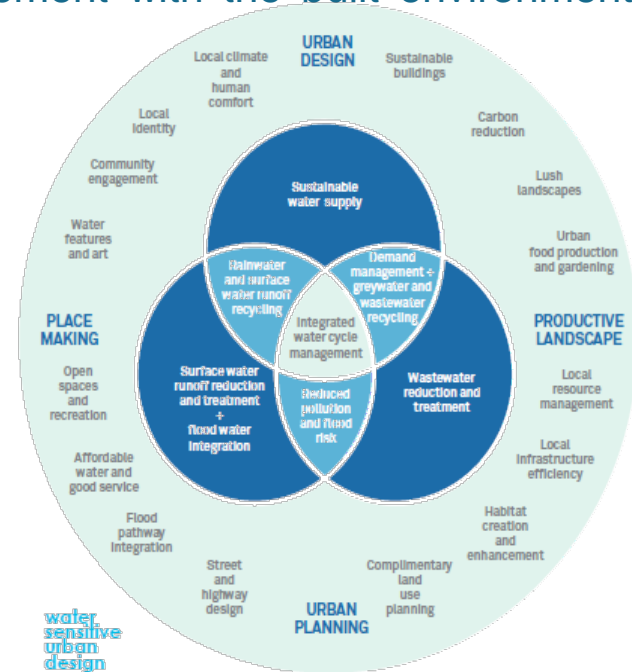 ement with the built environment
URBAN
DESIGN
Local climate
and
human
comfort
Sustainable
buildings
Local
identity
Carbon
reduction
Community
engagement
Lush
landscapes
Water
features
and art
Urban
food production
and gardening
Sustainable
water supply
Rainwater
and surface
water runoff
recycling
Demand
management +
greywater and
wastewater
recycling
Integrated
water cycle
management
PLACE
MAKING
PRODUCTIVE
LANDSCAPE
Open
spaces
and
recreation
Surface water
runoff reduction
and treatment
+
flood water
integration
Reduced
pollution
and flood
risk
Wastewater
reduction and
treatment
Local
resource
management
Affordable
water and
good service
Local
infrastructure
efficiency
Flood
pathway
integration
Habitat
creation
and
enhancement
Street
and
highway
design
Complimentary
land
use
planning
URBAN
PLANNING
water
sensitive
urban
design